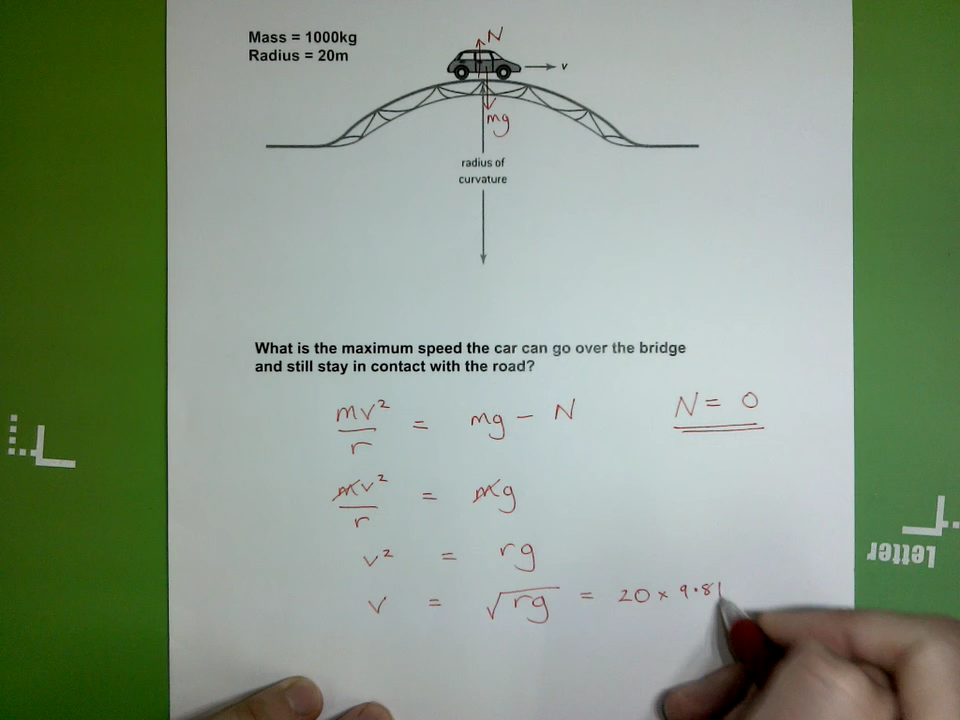 Mass = 1000kg
Radius = 20m
N
v
mg
radius of
curvature
What is the maximum speed the car can go over the bridge
and still stay in contact with the road?
mv²/r = mg − N
N = 0
mv²/r = mg
v² = rg
v = √rg = 20 × 9.81
Letter